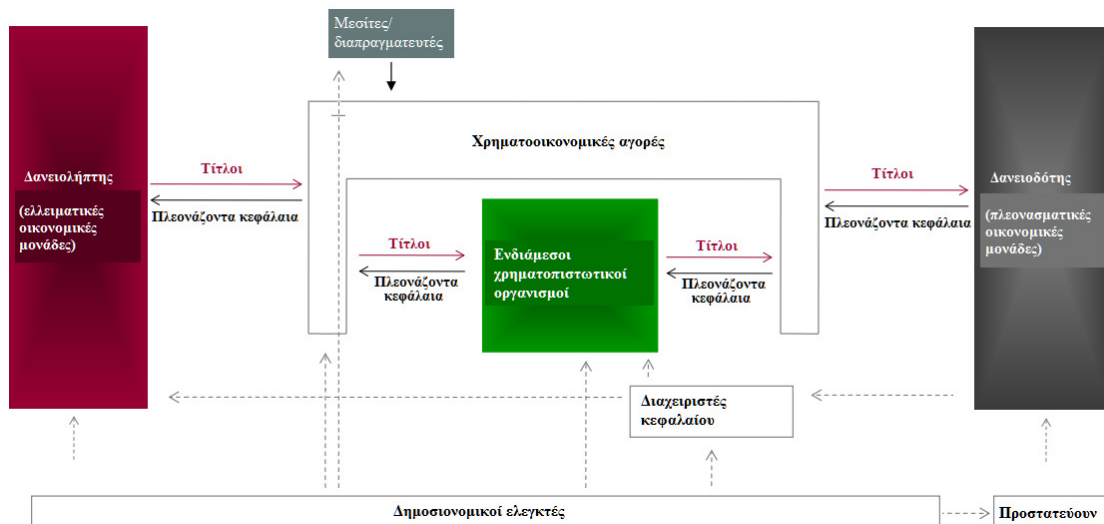 Μεσίτες/
διαπραγματευτές
Χρηματοοικονομικές αγορές
Δανειολήπτης
(ελλειματικές
οικονομικές
μονάδες)
Τίτλοι
Πλεονάζοντα κεφάλαια
Τίτλοι
Πλεονάζοντα
κεφάλαια
Ενδιάμεσοι
χρηματοπιστωτικοί
οργανισμοί
Τίτλοι
Πλεονάζοντα
κεφάλαια
Τίτλοι
Πλεονάζοντα κεφάλαια
Δανειοδότης
(πλεονασματικές
οικονομικές
μονάδες)
Διαχειριστές
κεφαλαίου
Δημοσιονομικοί ελεγκτές
Προστατεύουν